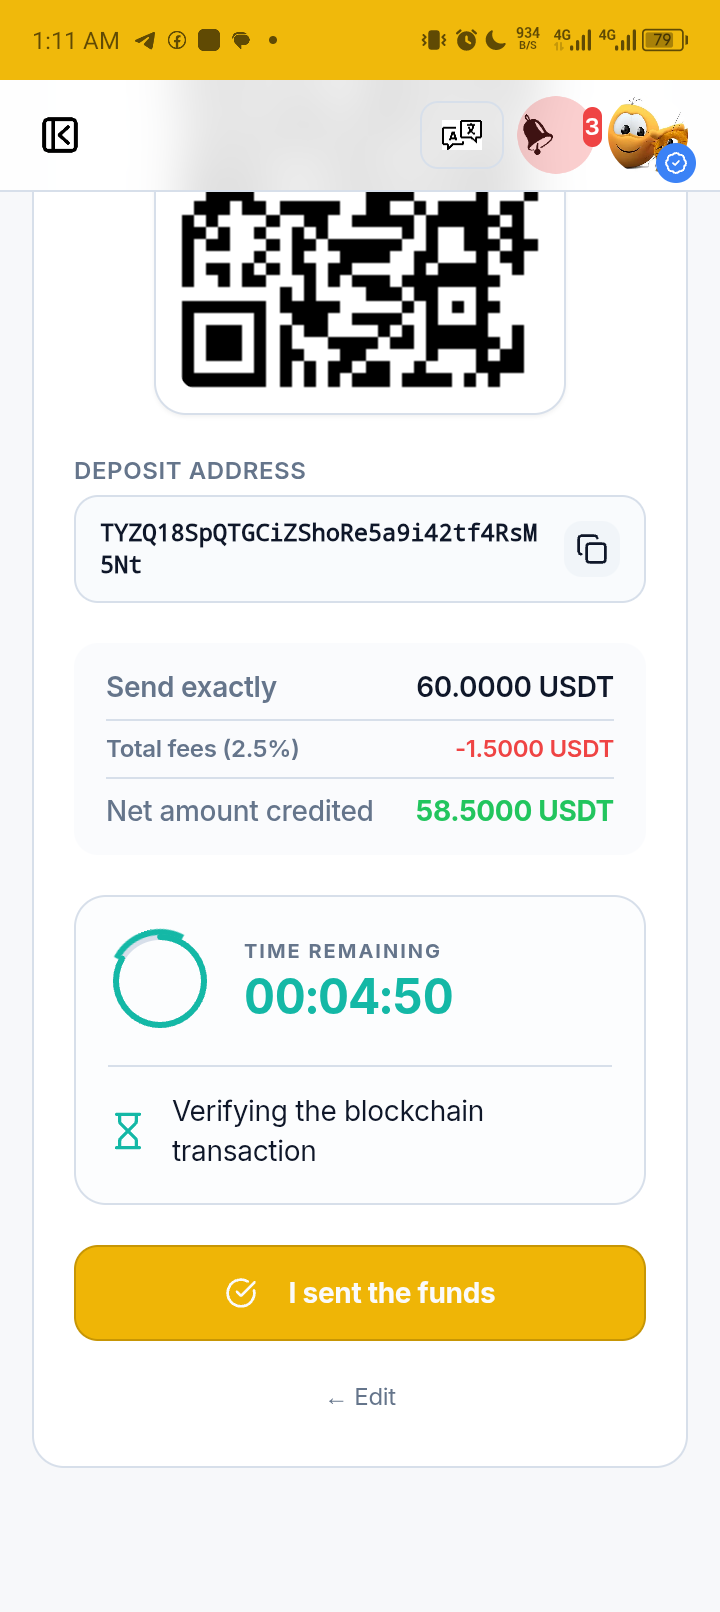 1:11 AM
934
B/S
4G
4G
79
A 文
3
DEPOSIT ADDRESS
TYZQ18SpQTGCiZShoRe5a9i42tf4RsM
5Nt
Send exactly 60.0000 USDT
Total fees (2.5%) -1.5000 USDT
Net amount credited 58.5000 USDT
TIME REMAINING
00:04:50
Verifying the blockchain
transaction
I sent the funds
← Edit